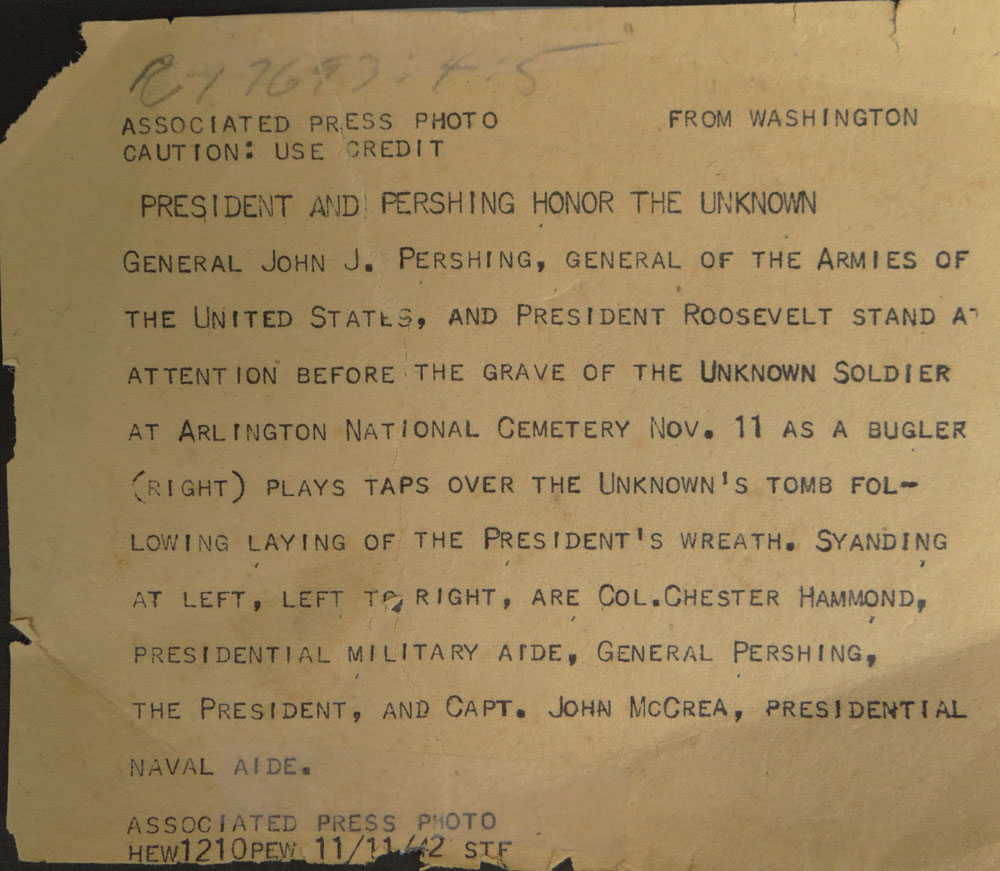 ASSOCIATED PRESS PHOTO FROM WASHINGTON
CAUTION: USE CREDIT
PRESIDENT AND PERSHING HONOR THE UNKNOWN
GENERAL JOHN J. PERSHING, GENERAL OF THE ARMIES OF
THE UNITED STATES, AND PRESIDENT ROOSEVELT STAND AT
ATTENTION BEFORE THE GRAVE OF THE UNKNOWN SOLDIER
AT ARLINGTON NATIONAL CEMETERY NOV. 11 AS A BUGLER
(RIGHT) PLAYS TAPS OVER THE UNKNOWN'S TOMB FOL-
LOWING LAYING OF THE PRESIDENT'S WREATH. SYANDING
AT LEFT, LEFT TO RIGHT, ARE COL.CHESTER HAMMOND,
PRESIDENTIAL MILITARY AIDE, GENERAL PERSHING,
THE PRESIDENT, AND CAPT. JOHN MCCREA, PRESIDENTIAL
NAVAL AIDE.
ASSOCIATED PRESS PHOTO
HEW1210PEW 11/11/42 STF